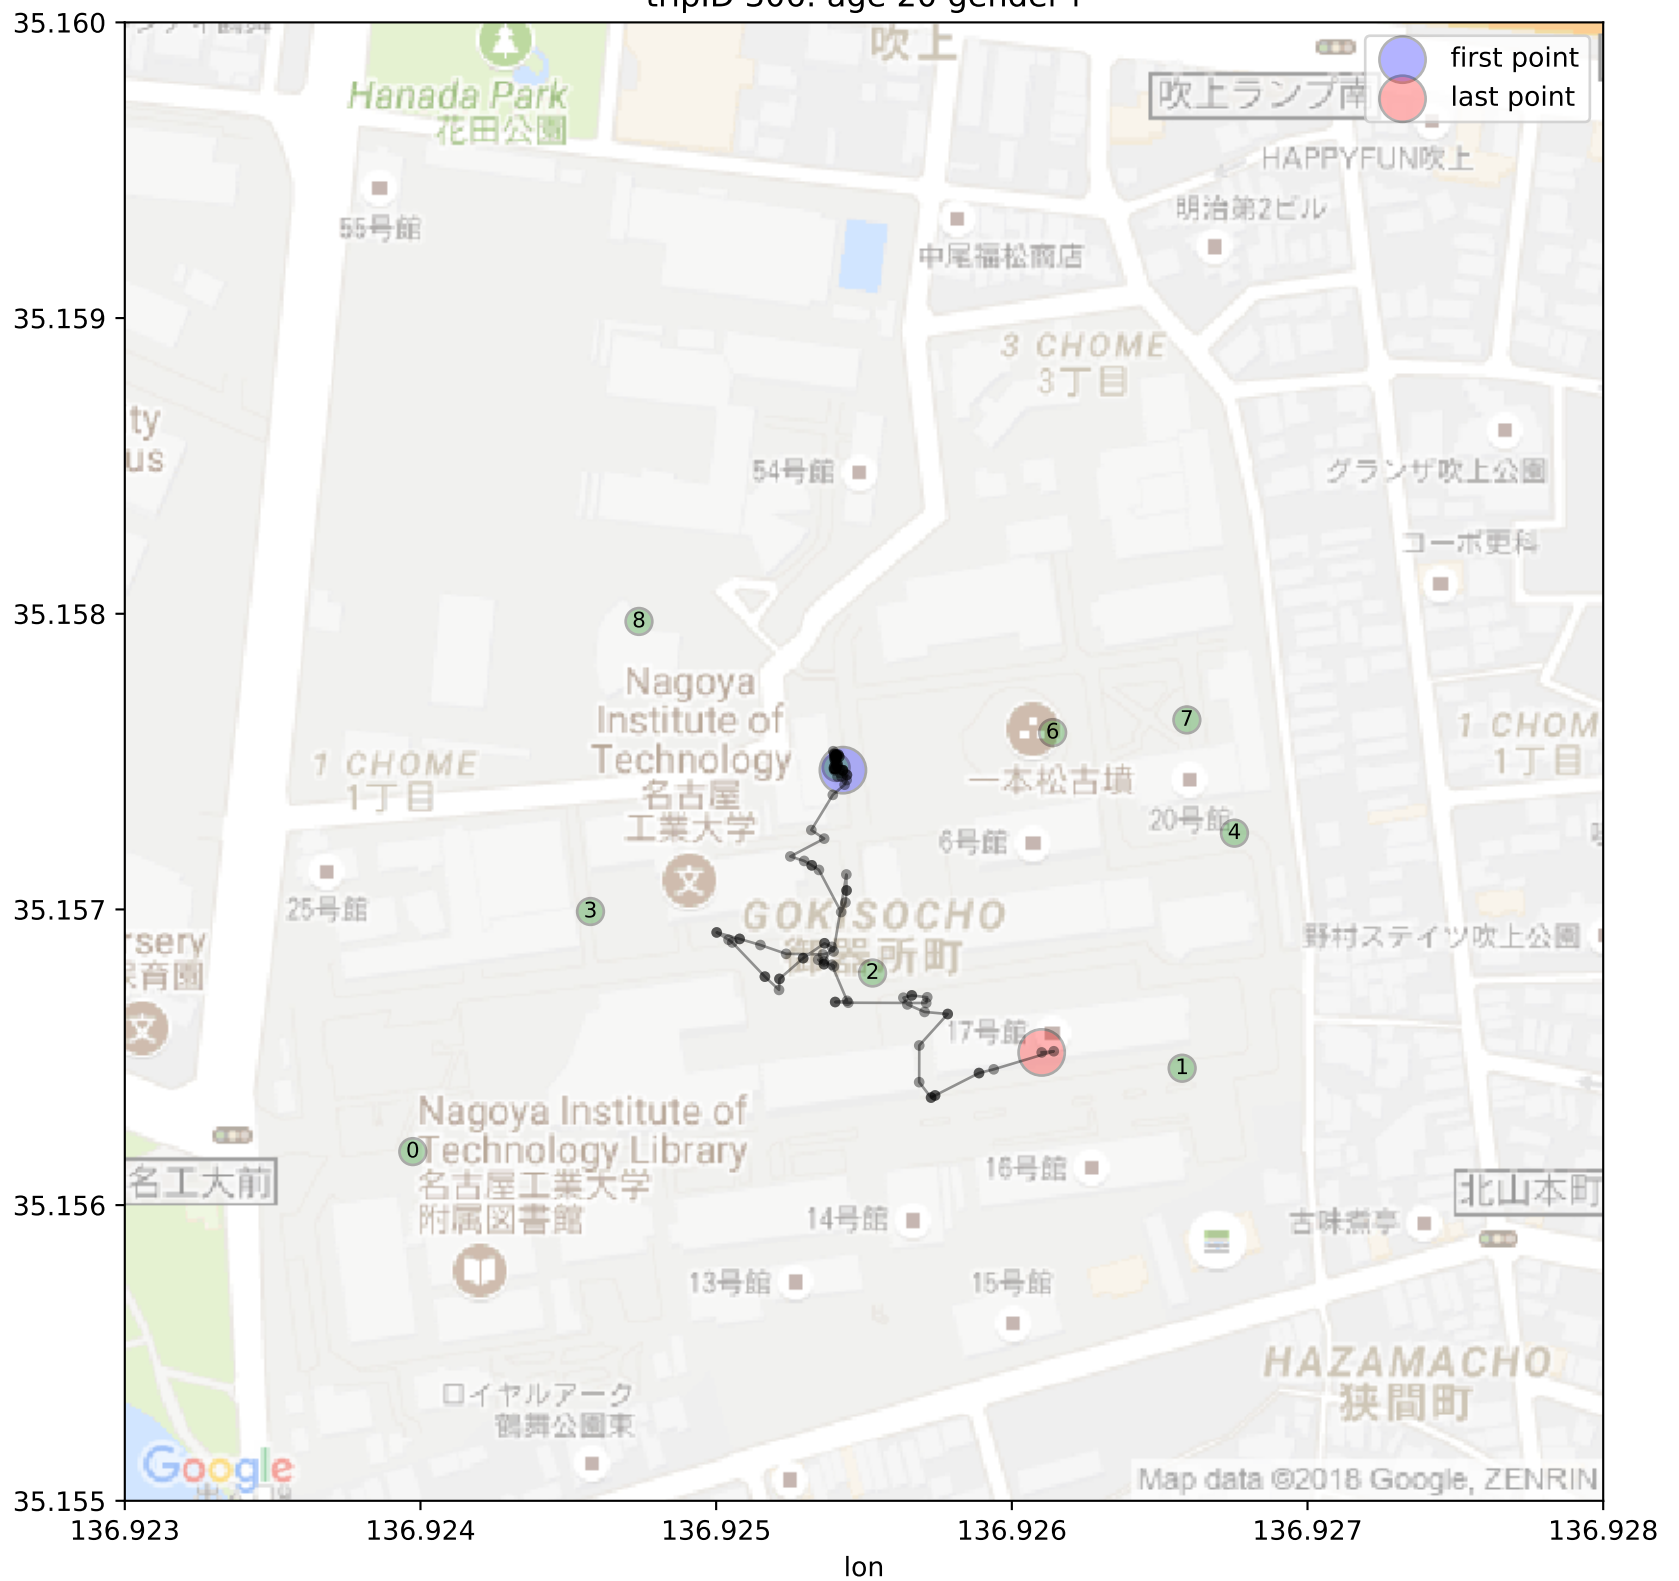 35.160
35.159
35.158
35.157
35.156
35.155
136.923
136.924
136.925
136.926
136.927
136.928
lon
first point
last point
吹上
Hanada Park
花田公園
吹上ランプ南
HAPPYFUN吹上
明治第2ビル
55号館
中尾福松商店
3 CHOME
3丁目
ty
us
54号館
グランザ吹上公園
コーポ更科
8
Nagoya
Institute of
Technology
名古屋
工業大学
7
6
一本松古墳
1 CHOM
1丁目
1 CHOME
1丁目
20号館
4
6号館
25号館
3
GOKISOCHO
御器所町
野村ステイツ吹上公園
rsery
保育園
2
17号館
1
Nagoya Institute of
Technology Library
名古屋工業大学
附属図書館
0
名工大前
16号館
北山本町
14号館
古味煮亭
13号館
15号館
HAZAMACHO
狭間町
ロイヤルアーク
鶴舞公園東
Google
Map data ©2018 Google, ZENRIN